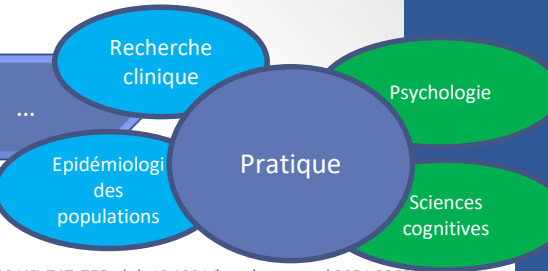 Recherche
clinique
...
Psychologie
Pratique
Epidémiologi
des
populations
Sciences
cognitives